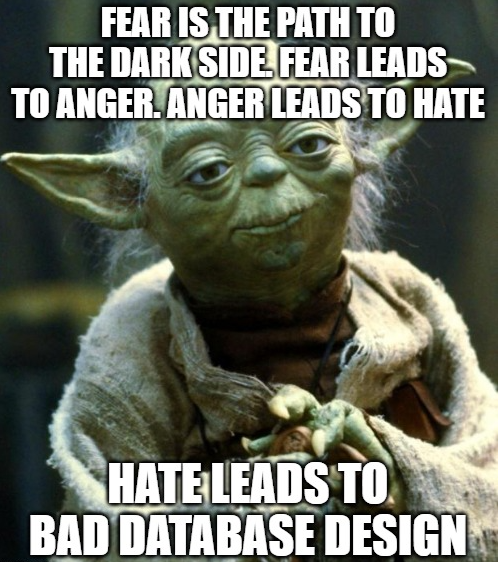 FEAR IS THE PATH TO
THE DARK SIDE. FEAR LEADS
TO ANGER. ANGER LEADS TO HATE
HATE LEADS TO
BAD DATABASE DESIGN